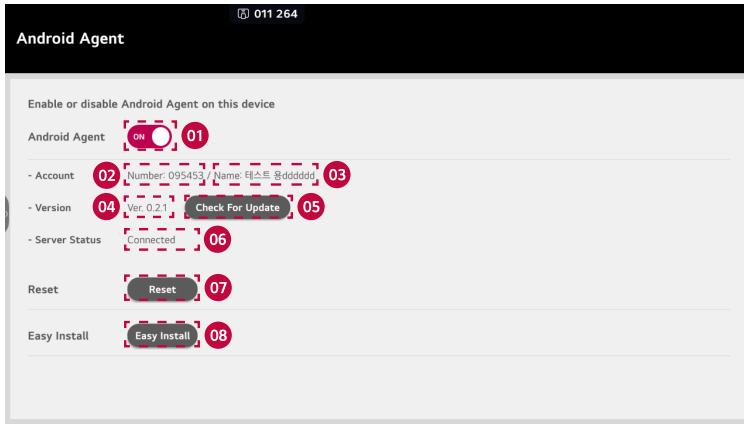 011 264
Android Agent
Enable or disable Android Agent on this device
Android Agent ON 01
- Account 02 Number: 095453 / Name: 테스트 용dddddd 03
- Version 04 Ver. 0.2.1 Check For Update 05
- Server Status Connected 06
Reset Reset 07
Easy Install Easy Install 08